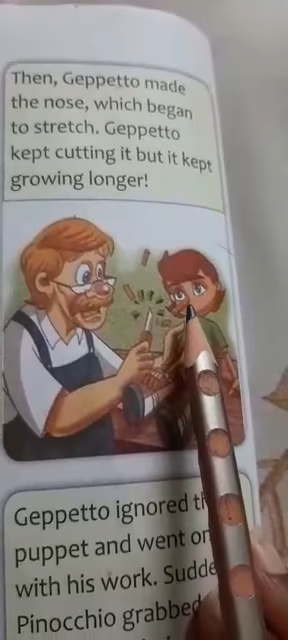 Then, Geppetto made
the nose, which began
to stretch. Geppetto
kept cutting it but it kept
growing longer!
Geppetto ignored
puppet and went on
with his work.
Pinocchio grabbed